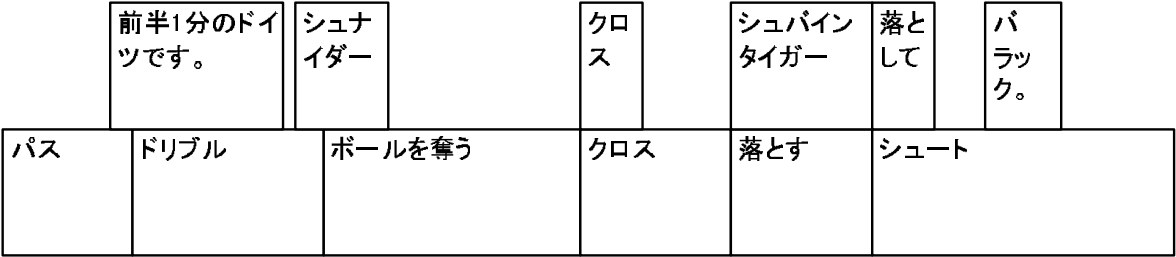 前半1分のドイ
ツです。
シュナ
イダー
クロ
ス
シュバイン
タイガー
落と
して
バ
ラッ
ク。
パス
ドリブル
ボールを奪う
クロス
落とす
シュート